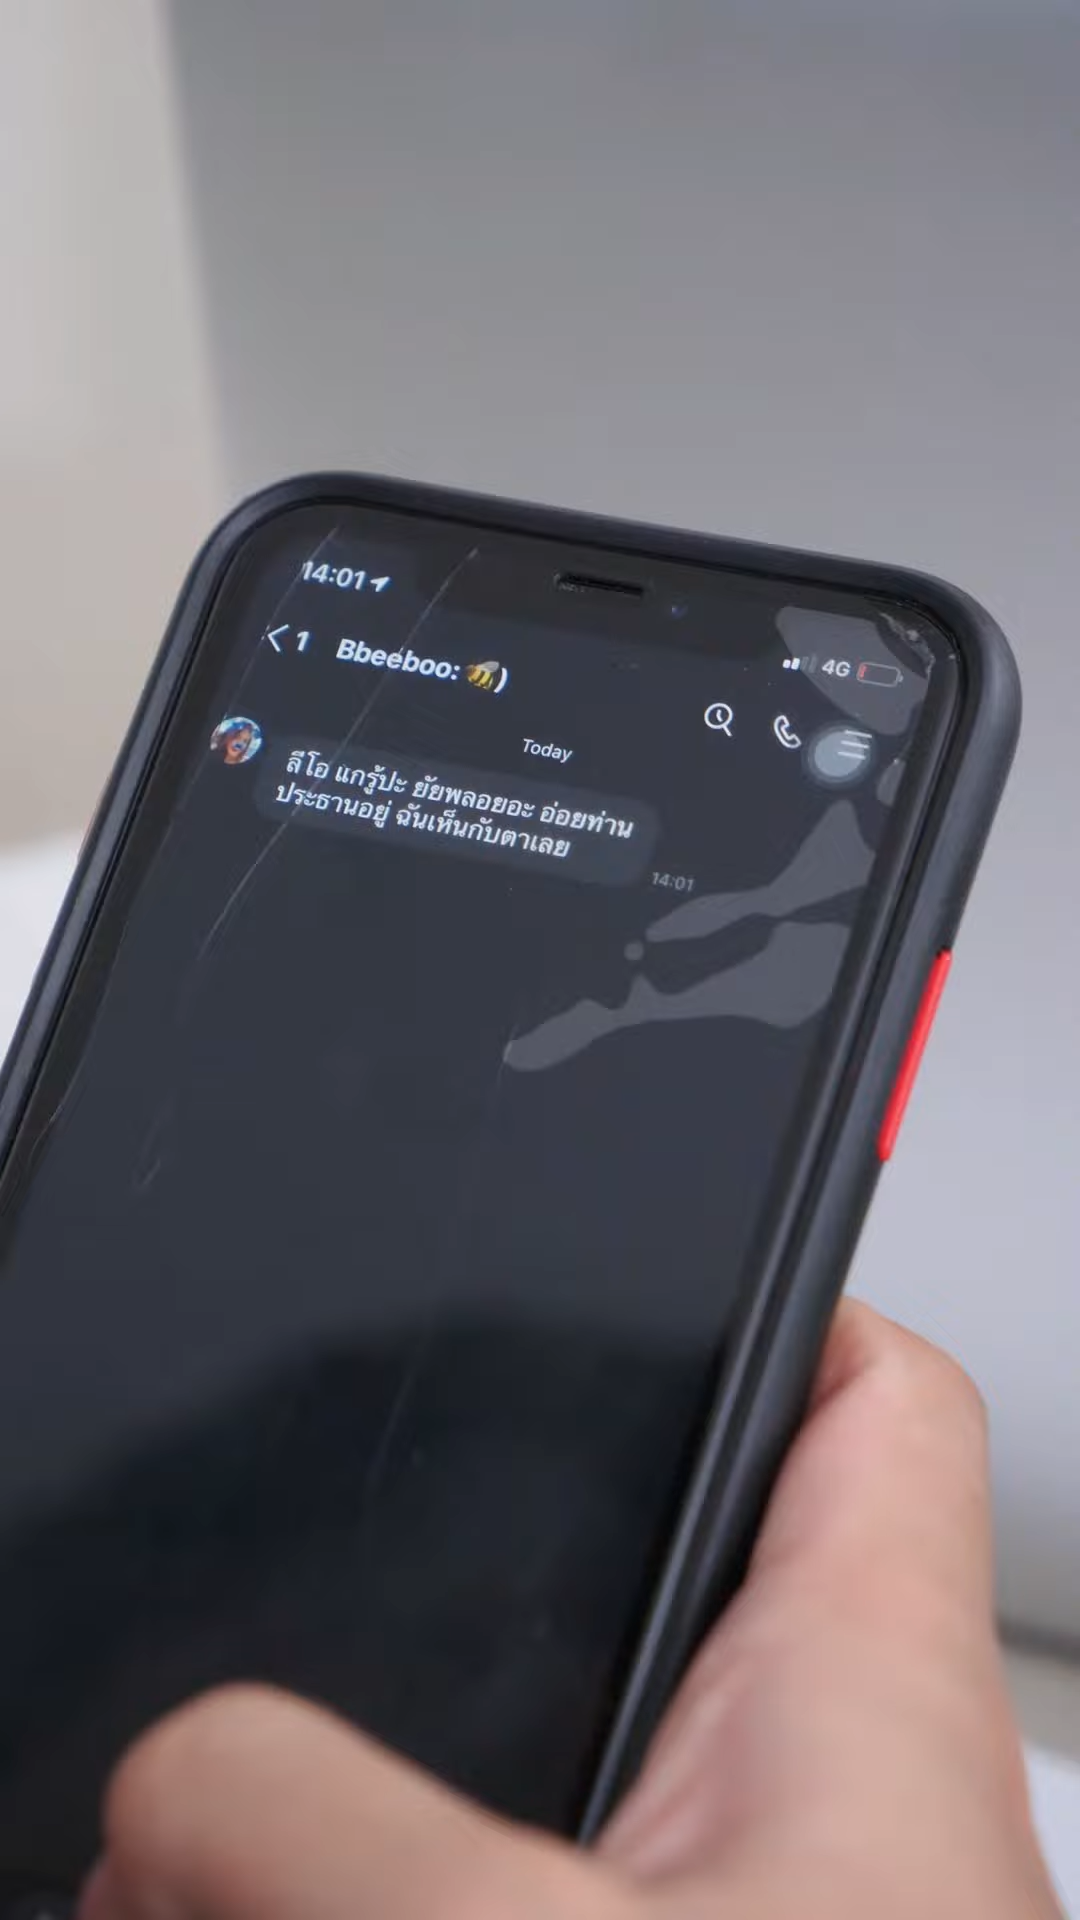 14:01
4G
1 Bbeeboo: 🐝)
Today
ลีโอ แกรู้ปะ ยัยพลอยอะ อ่อยท่าน
ประธานอยู่ ฉันเห็นกับตาเลย
14:01